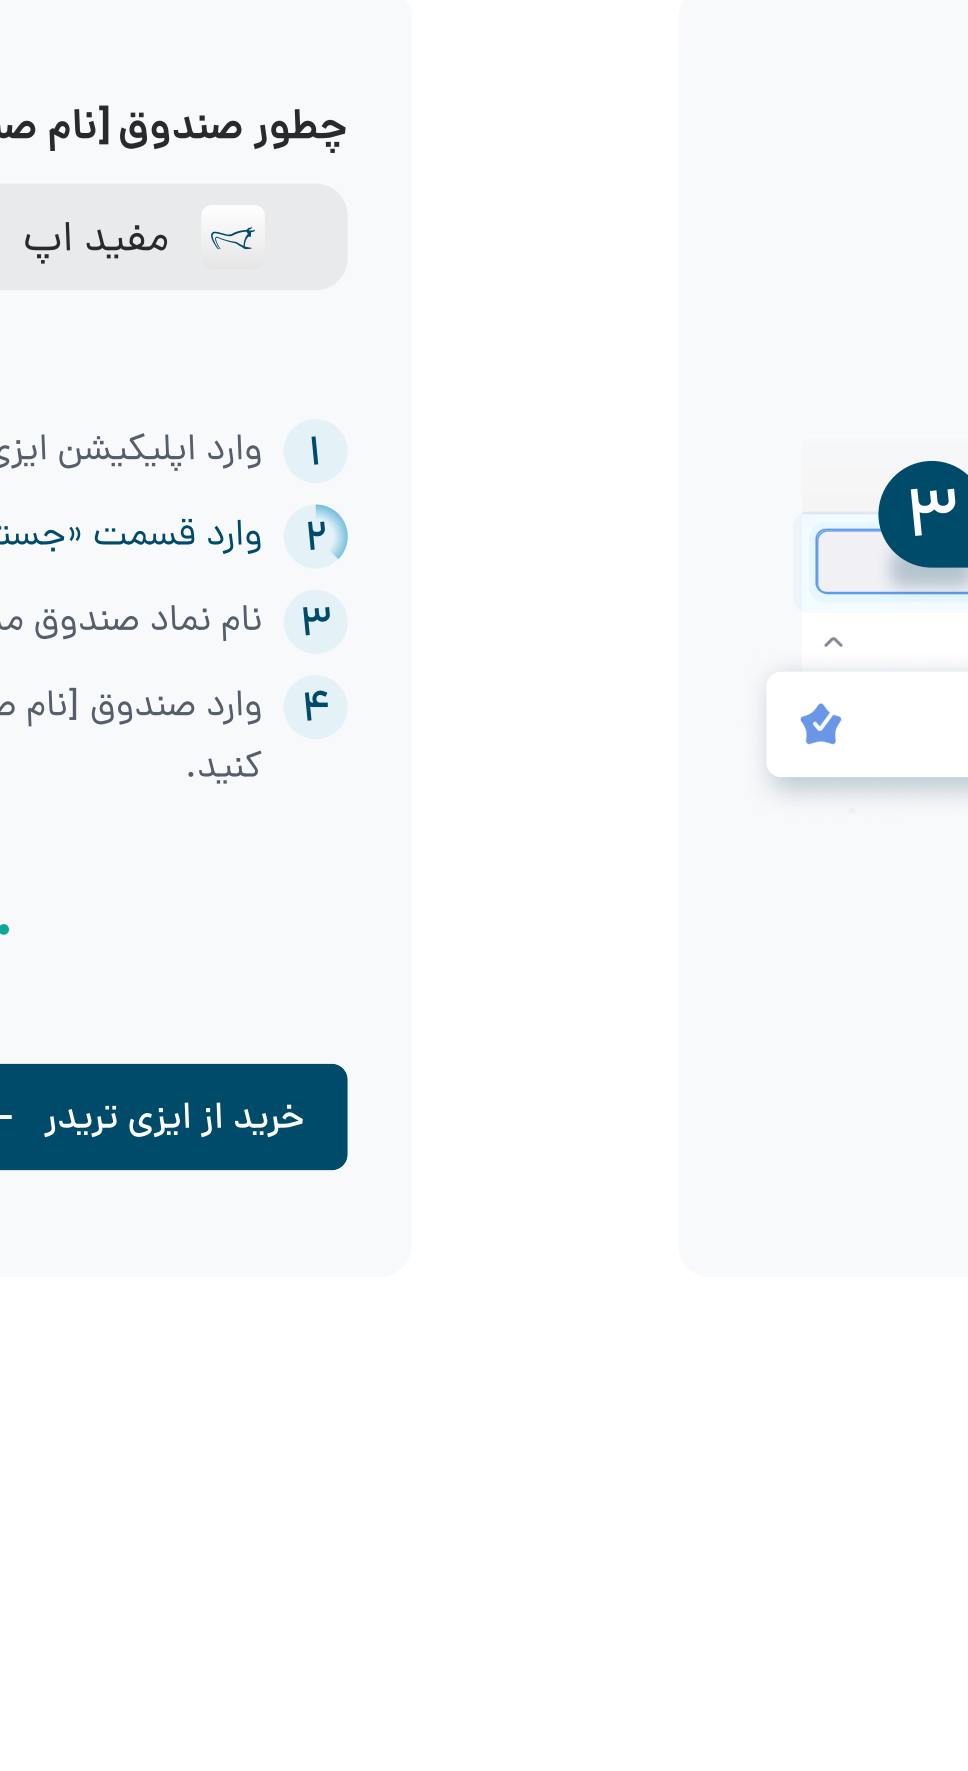 چطور صندوق [نام
مفید اپ
۱ وارد اپلیکیشن ایزی
۲ وارد قسمت «
۳ نام نماد صندوق
۴ وارد صندوق [نام
کنید.
خرید از ایزی تریدر
۳